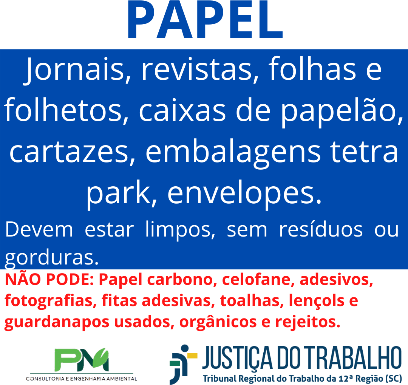 PAPEL
Jornais, revistas, folhas e
folhetos, caixas de papelão,
cartazes, embalagens tetra
park, envelopes.
Devem estar limpos, sem resíduos ou
gorduras.
NÃO PODE: Papel carbono, celofane, adesivos,
fotografias, fitas adesivas, toalhas, lençols e
guardanapos usados, orgânicos e rejeitos.
PM
CONSULTORIA E ENGENHARIA AMBIENTAL
JUSTIÇA DO TRABALHO
Tribunal Regional do Trabalho da 12ª Região (SC)